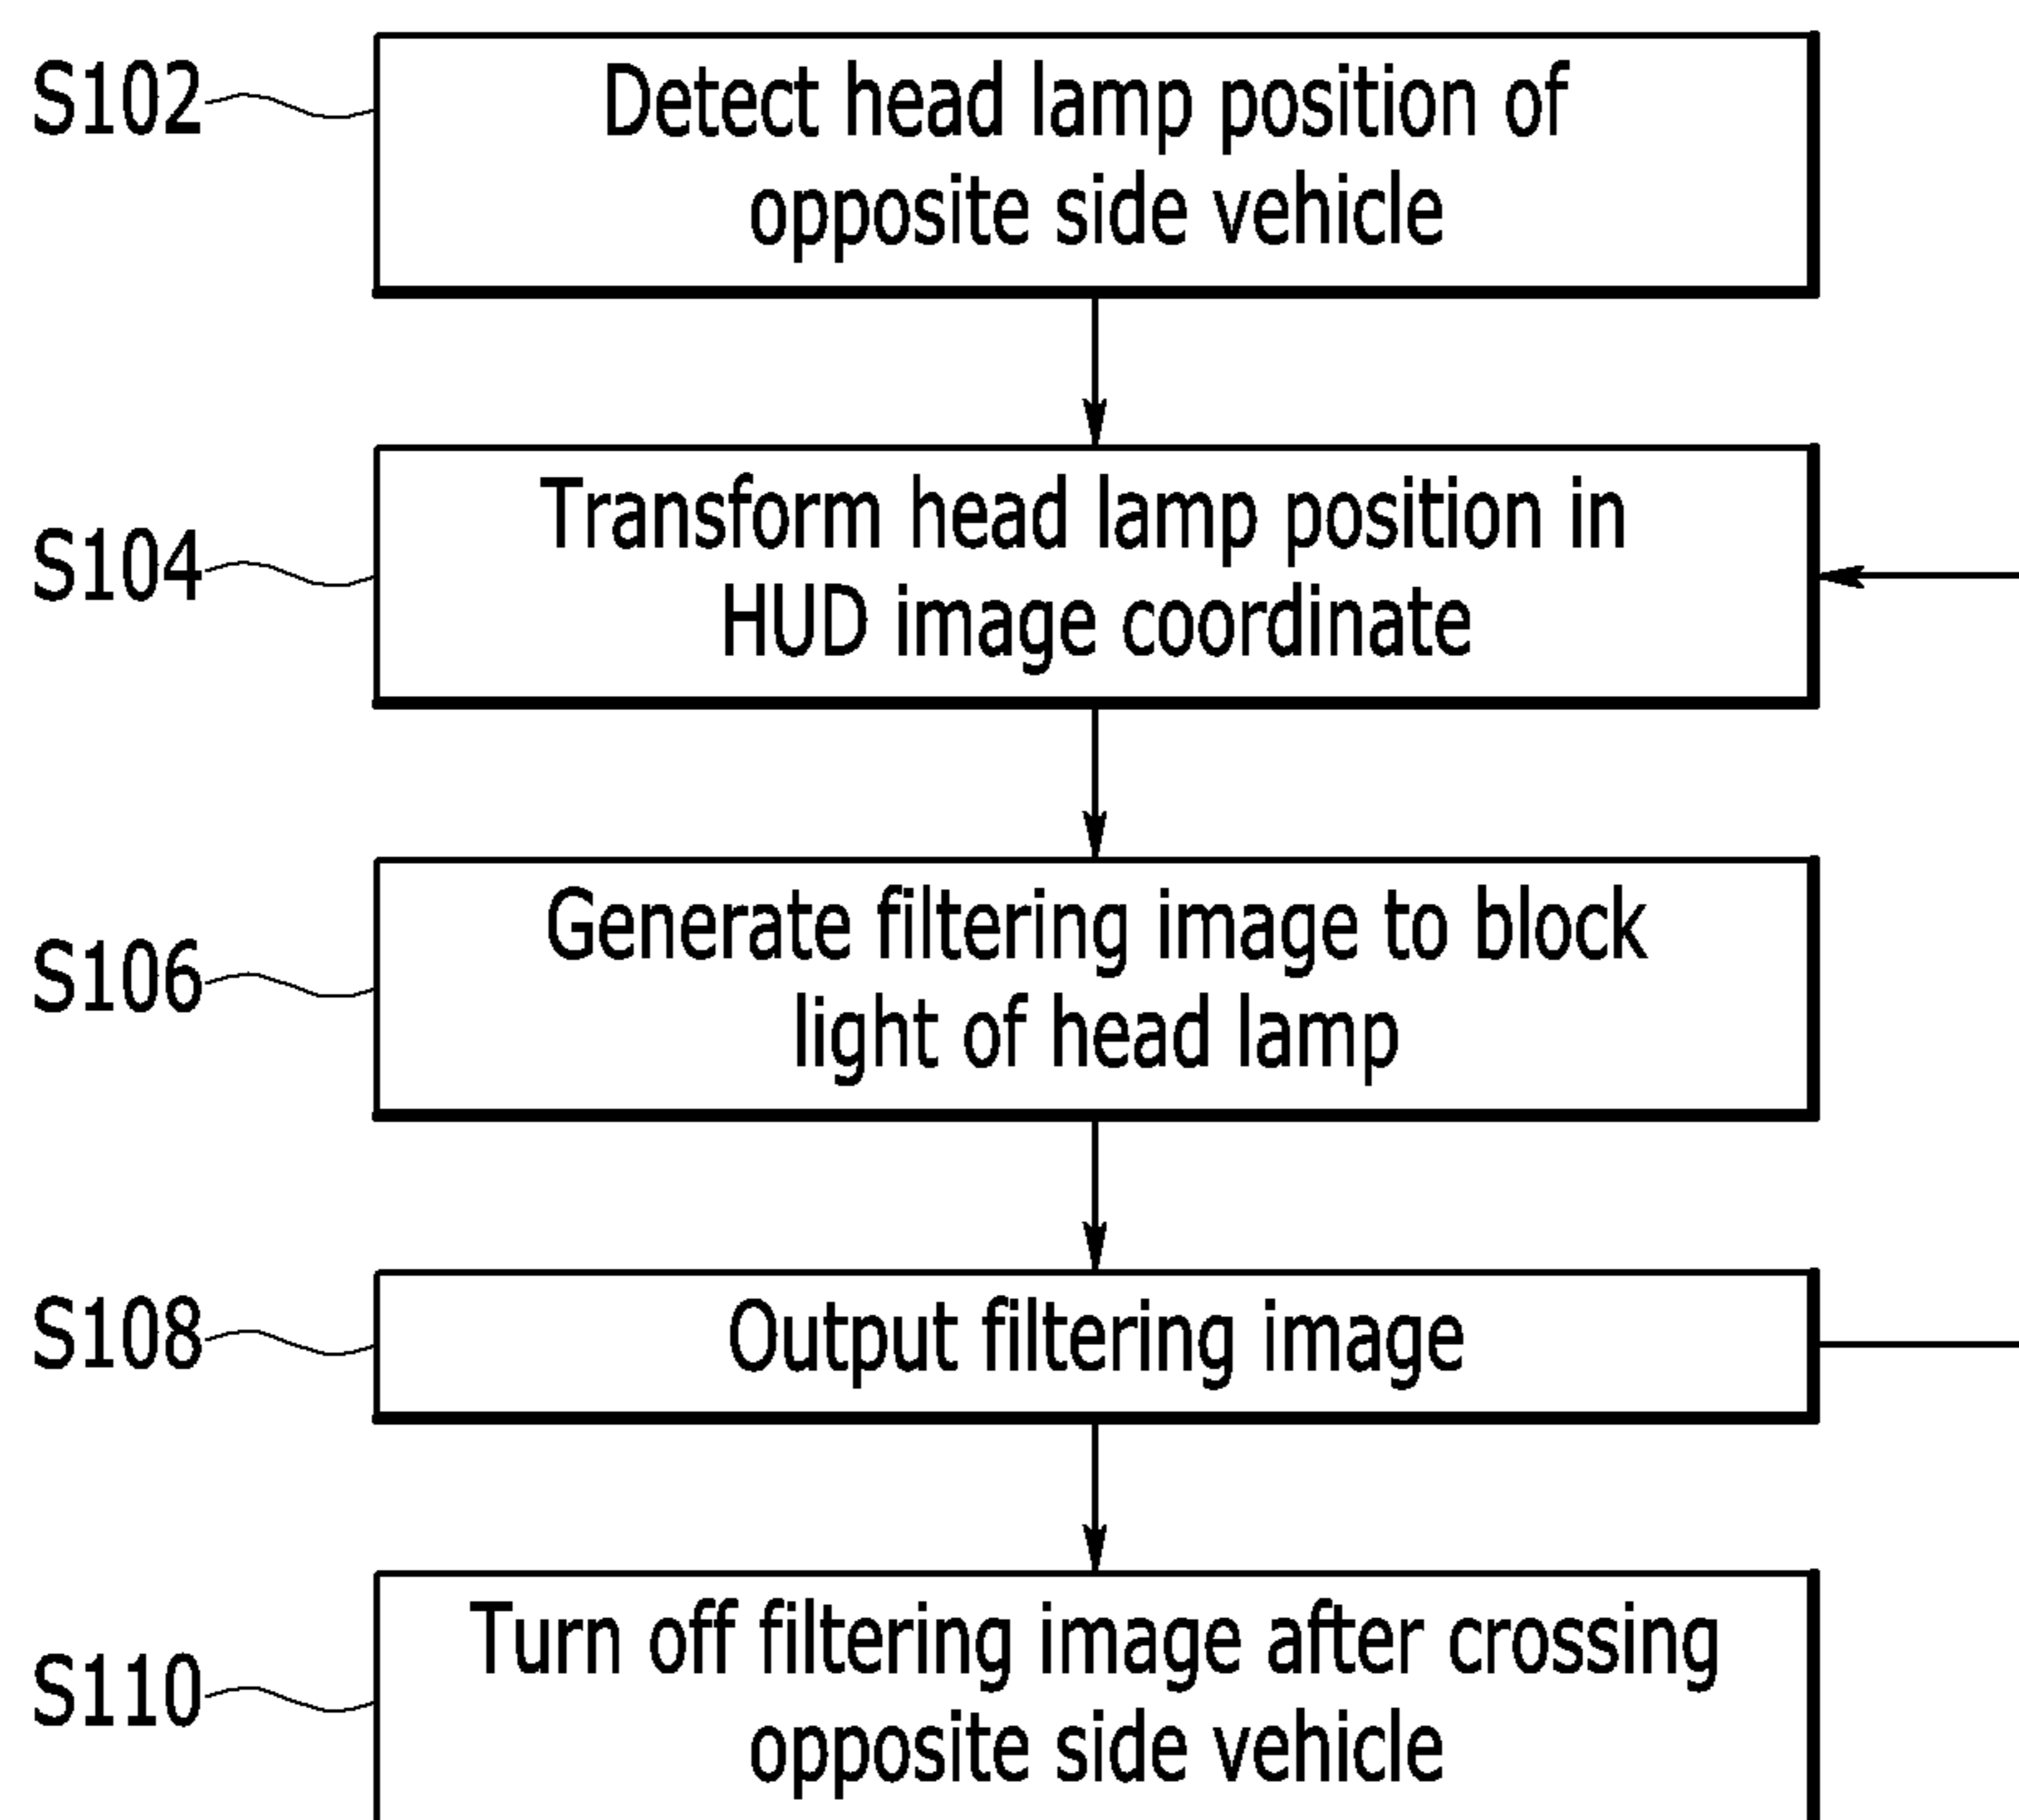 S102
Detect head lamp position of
opposite side vehicle
S104
Transform head lamp position in
HUD image coordinate
S106
Generate filtering image to block
light of head lamp
S108
Output filtering image
S110
Turn off filtering image after crossing
opposite side vehicle